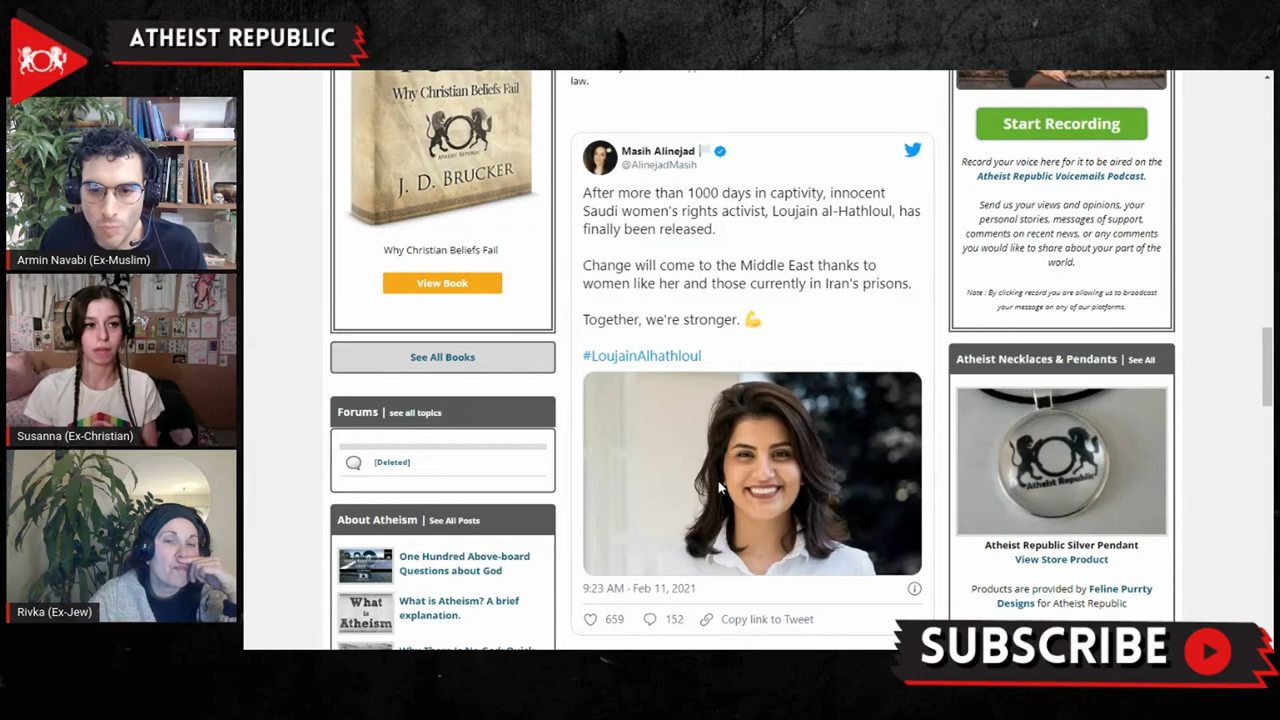 ATHEIST REPUBLIC
Armin Navabi (Ex-Muslim)
Susanna (Ex-Christian)
Rivka (Ex-Jew)
Why Christian Beliefs Fail
ATHEIST REPUBLIC
J. D. BRUCKER
Why Christian Beliefs Fail
View Book
See All Books
Forums | see all topics
[Deleted]
About Atheism | See All Posts
One Hundred Above-board
Questions about God
What
is
Atheism
What is Atheism? A brief
explanation.
law.
Masih Alinejad
@AlinejadMasih
After more than 1000 days in captivity, innocent
Saudi women's rights activist, Loujain al-Hathloul, has
finally been released.
Change will come to the Middle East thanks to
women like her and those currently in Iran's prisons.
Together, we're stronger. 💪
#LoujainAlhathloul
9:23 AM · Feb 11, 2021
659
152
Copy link to Tweet
Start Recording
Record your voice here for it to be aired on the
Atheist Republic Voicemails Podcast.
Send us your views and opinions, your
personal stories, messages of support,
comments on recent news, or any comments
you would like to share about your part of the
world.
Note : By clicking record you are allowing us to broadcast
your message on any of our platforms.
Atheist Necklaces & Pendants | See All
Atheist Republic
Atheist Republic Silver Pendant
View Store Product
Products are provided by Feline Purrty
Designs for Atheist Republic
SUBSCRIBE